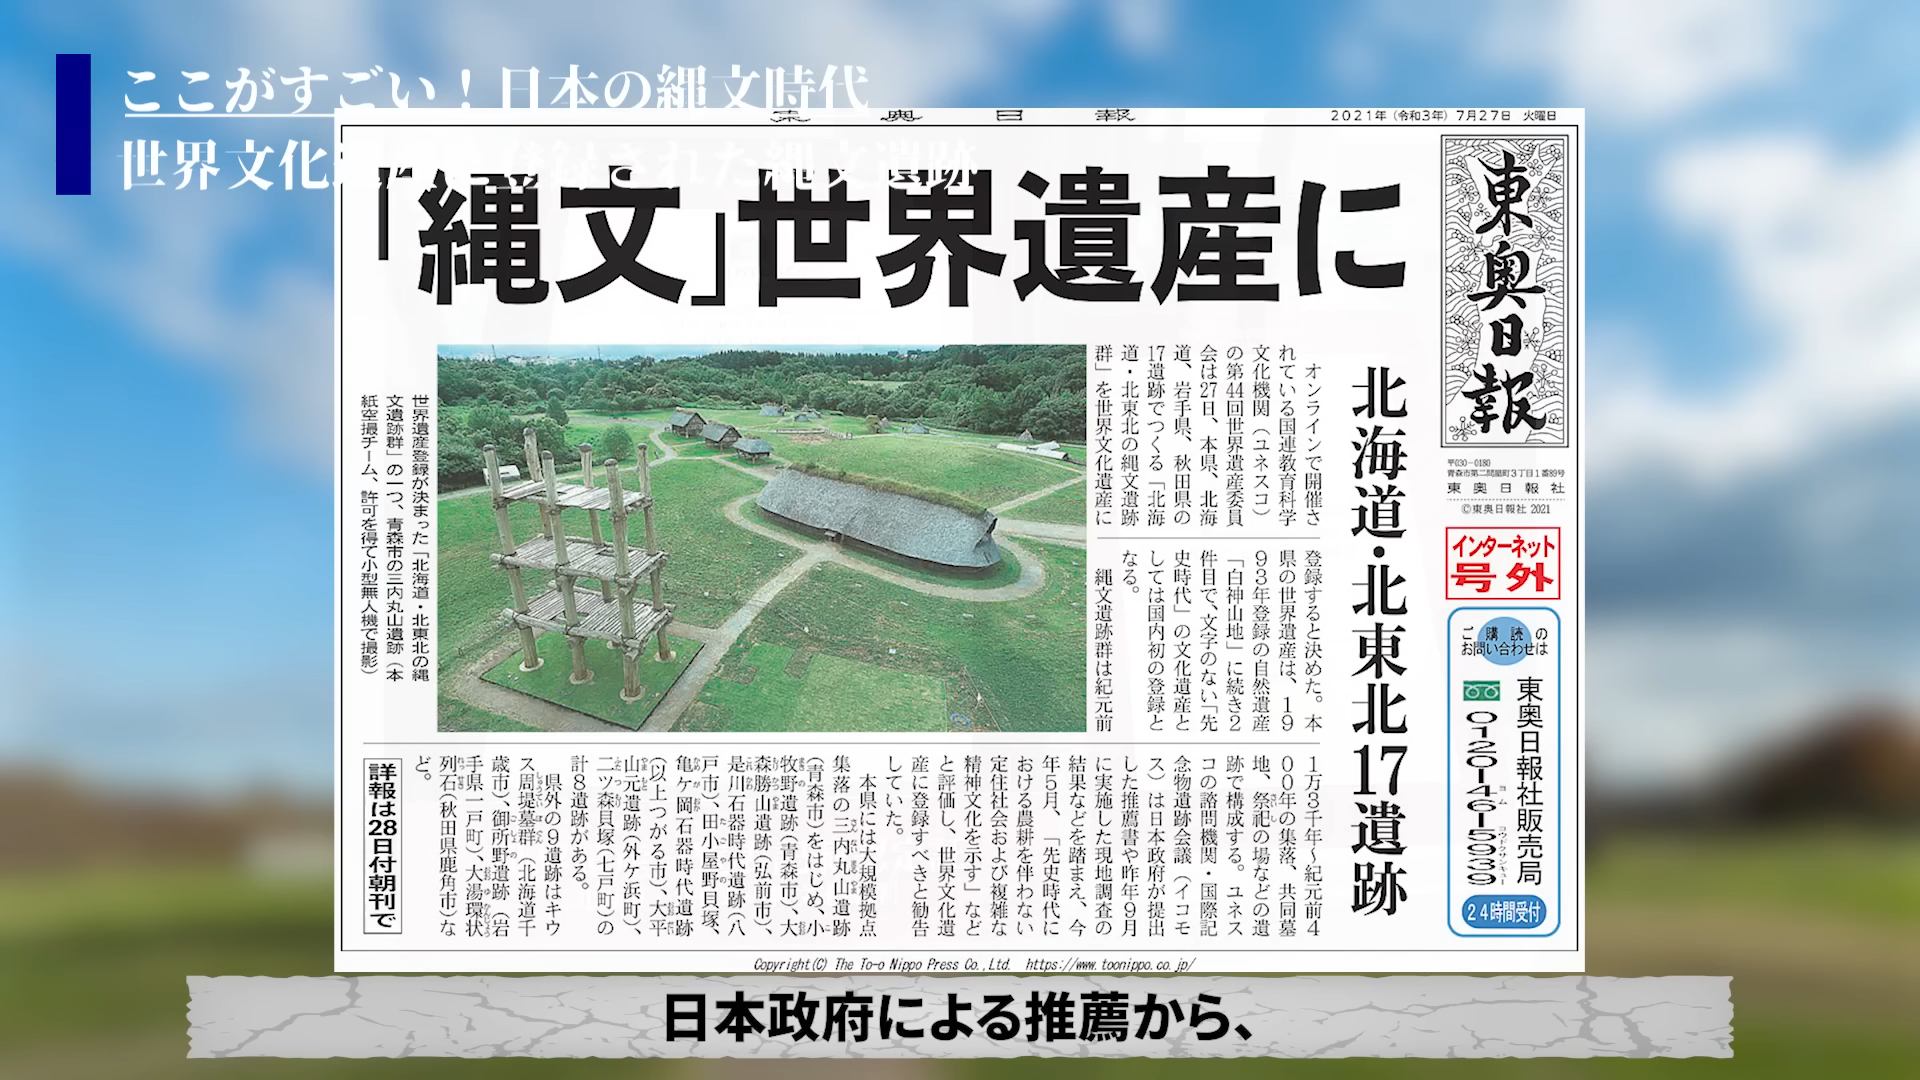 ここがすごい！日本の縄文時代
世界文化遺産に登録された縄文遺跡
東奥日報
2021年（令和3年）7月27日 火曜日
「縄文」世界遺産に
東奥日報
〒030-0180
青森市第二問屋町3丁目1番89号
東奥日報社
©東奥日報社 2021
インターネット
号外
ご購読の
お問い合わせは
東奥日報社販売局
0120-46-5939
24時間受付
北海道・北東北17遺跡
オンラインで開催さ
れている国連教育科学
文化機関（ユネスコ）
の第44回世界遺産委員
会は27日、本県、北海
道、岩手県、秋田県の
17遺跡でつくる「北海
道・北東北の縄文遺跡
群」を世界文化遺産に
登録すると決めた。本
県の世界遺産は、19
93年登録の自然遺産
「白神山地」に続き2
件目で、文字のない「先
史時代」の文化遺産と
しては国内初の登録と
なる。
縄文遺跡群は紀元前
1万3千年〜紀元前4
00年の集落、共同墓
地、祭祀の場などの遺
跡で構成する。ユネス
コの諮問機関・国際記
念物遺跡会議（イコモ
ス）は日本政府が提出
した推薦書や昨年9月
に実施した現地調査の
結果などを踏まえ、今
年5月、「先史時代に
おける農耕を伴わない
定住社会および複雑な
精神文化を示す」など
と評価し、世界文化遺
産に登録すべきと勧告
していた。
本県には大規模拠点
集落の三内丸山遺跡
（青森市）をはじめ、小
牧野遺跡（青森市）、大
森勝山遺跡（弘前市）、
是川石器時代遺跡（八
戸市）、田小屋野貝塚、
亀ケ岡石器時代遺跡
（以上つがる市）、大平
山元遺跡（外ケ浜町）、
二ツ森貝塚（七戸町）の
計8遺跡がある。
県外の9遺跡はキウ
ス周堤墓群（北海道千
歳市）、御所野遺跡（岩
手県一戸町）、大湯環状
列石（秋田県鹿角市）な
ど。
世界遺産登録が決まった「北海道・北東北の縄
文遺跡群」の一つ、青森市の三内丸山遺跡（本
紙空撮チーム、許可を得て小型無人機で撮影）
詳報は28日付朝刊で
Copyright(C) The To-o Nippo Press Co.,Ltd. https://www.toonippo.co.jp/
日本政府による推薦から、